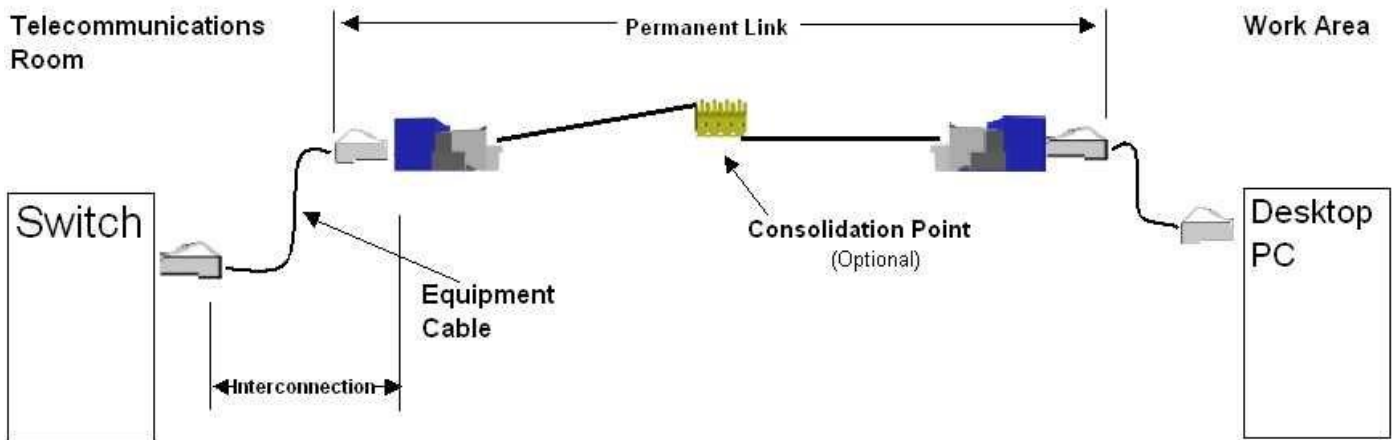 Telecommunications
Room
Permanent Link
Work Area
Switch
Consolidation Point
(Optional)
Desktop
PC
Equipment
Cable
Interconnection